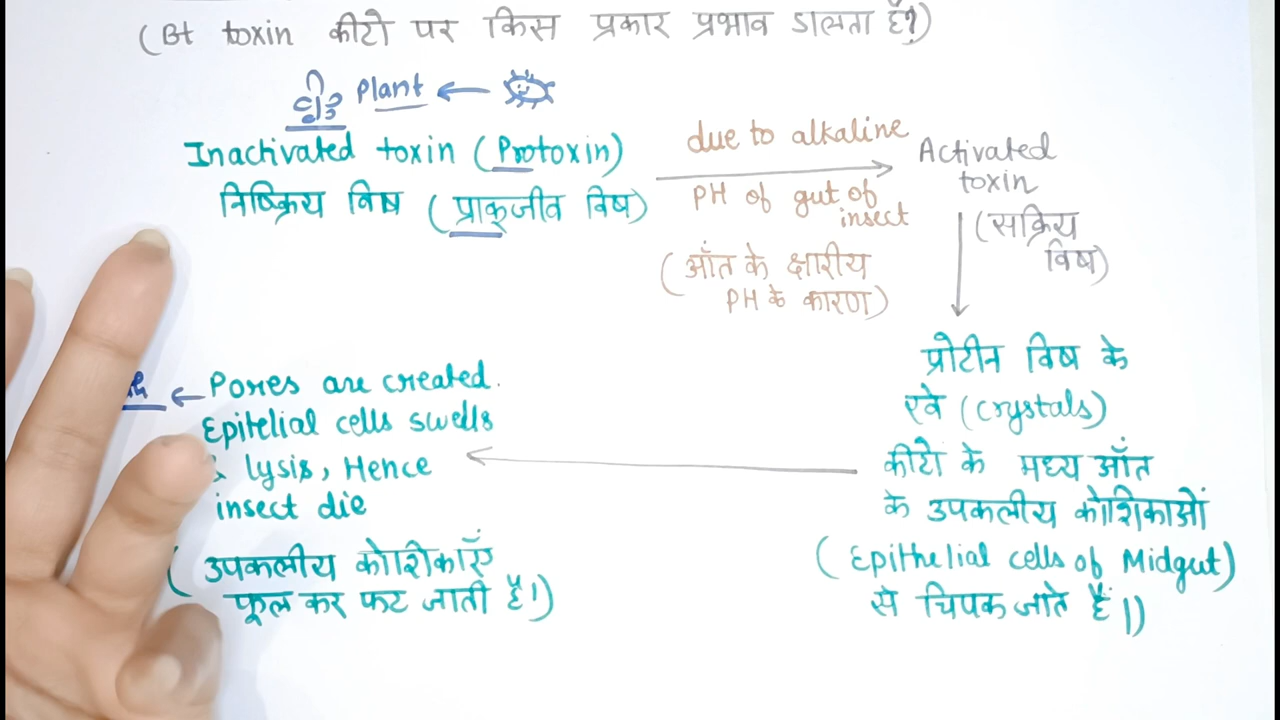 (Bt toxin कीटो पर किस प्रकार प्रभाव डालता है?)
Plant ←
Inactivated toxin (Protoxin)
निष्क्रिय विष (प्राक्जीव विष)
due to alkaline
PH of gut of
insect
(आँत के क्षारीय
PH के कारण)
Activated
toxin
(सक्रिय
विष)
प्रोटीन विष के
रवे (crystals)
कीटो के मध्य आँत
के उपकलीय कोशिकाओं
(Epithelial cells of Midgut)
से चिपक जाते हैं।)
← Pores are created.
Epitelial cells swells
& lysis, Hence
insect die
(उपकलीय कोशिकाएँ
फूल कर फट जाती हैं।)